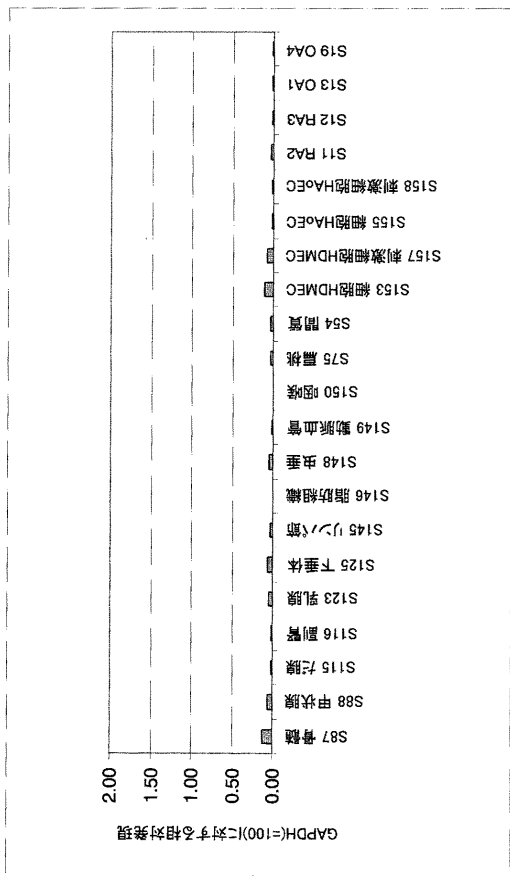 GAPDH(=100)に対する相対発現
2.00
1.50
1.00
0.50
0.00
S87 脊髄
S88 甲状腺
S115 だ腺
S116 副腎
S123 乳腺
S125 下垂体
S145 リンパ節
S146 脂肪組織
S148 虫垂
S149 動脈血管
S150 咽喉
S75 扁桃
S54 間質
S153 細胞HDMEC
S157 刺激細胞HDMEC
S155 細胞HAoEC
S158 刺激細胞HAoEC
S11 RA2
S12 RA3
S13 OA1
S19 OA4